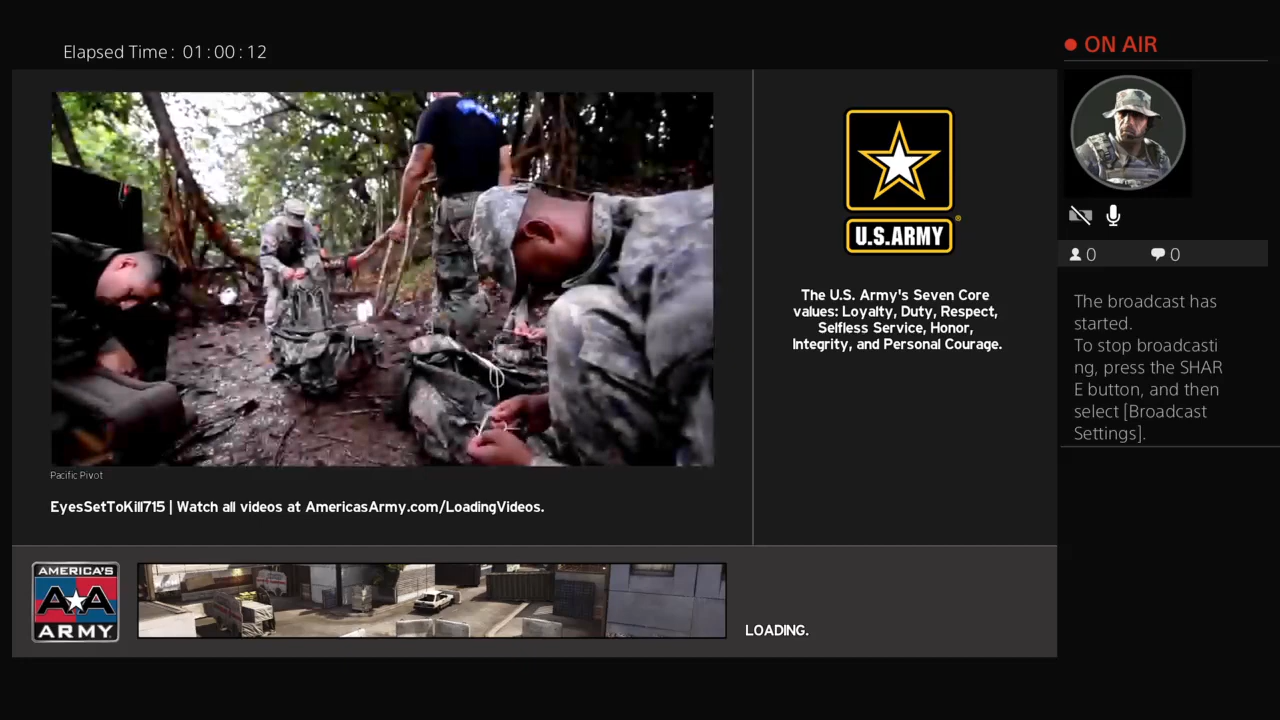 Elapsed Time: 01:00:12
ON AIR
U.S.ARMY
®
0
0
The U.S. Army's Seven Core
values: Loyalty, Duty, Respect,
Selfless Service, Honor,
Integrity, and Personal Courage.
The broadcast has
started.
To stop broadcasti
ng, press the SHAR
E button, and then
select [Broadcast
Settings].
Pacific Pivot
EyesSetToKill715 | Watch all videos at AmericasArmy.com/LoadingVideos.
AMERICA'S
AA
ARMY
LOADING.